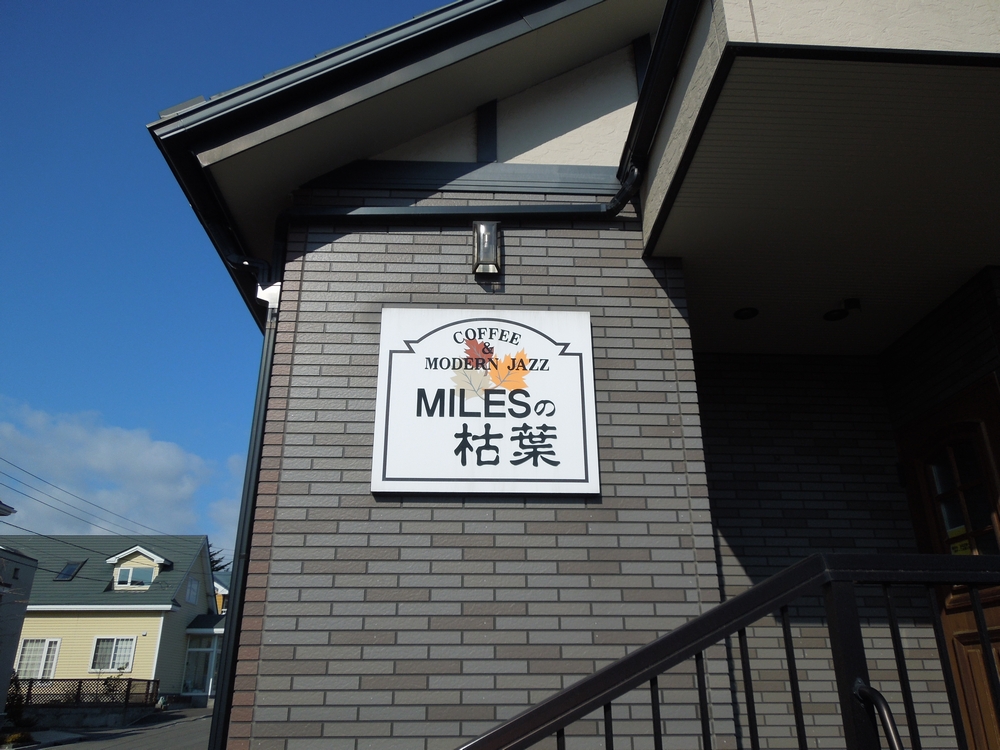 COFFEE
&
MODERN JAZZ
MILESの
枯葉